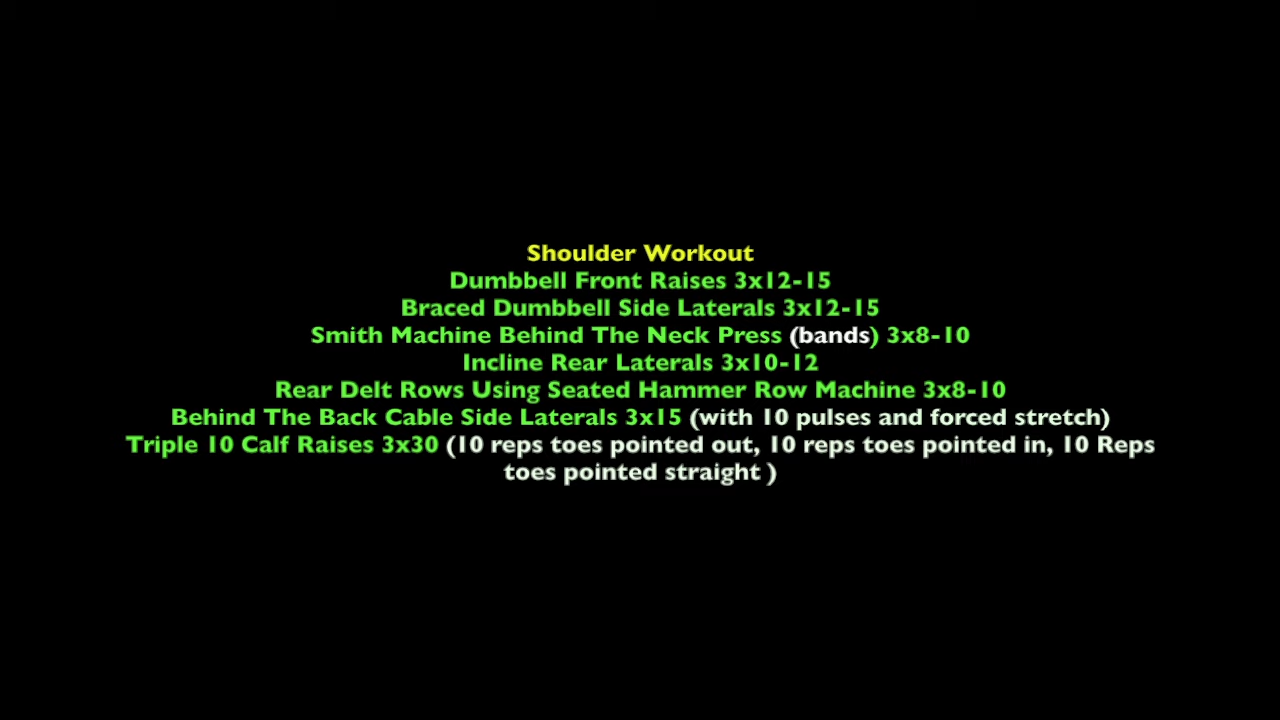 Shoulder Workout
Dumbbell Front Raises 3x12-15
Braced Dumbbell Side Laterals 3x12-15
Smith Machine Behind The Neck Press (bands) 3x8-10
Incline Rear Laterals 3x10-12
Rear Delt Rows Using Seated Hammer Row Machine 3x8-10
Behind The Back Cable Side Laterals 3x15 (with 10 pulses and forced stretch)
Triple 10 Calf Raises 3x30 (10 reps toes pointed out, 10 reps toes pointed in, 10 Reps
toes pointed straight )